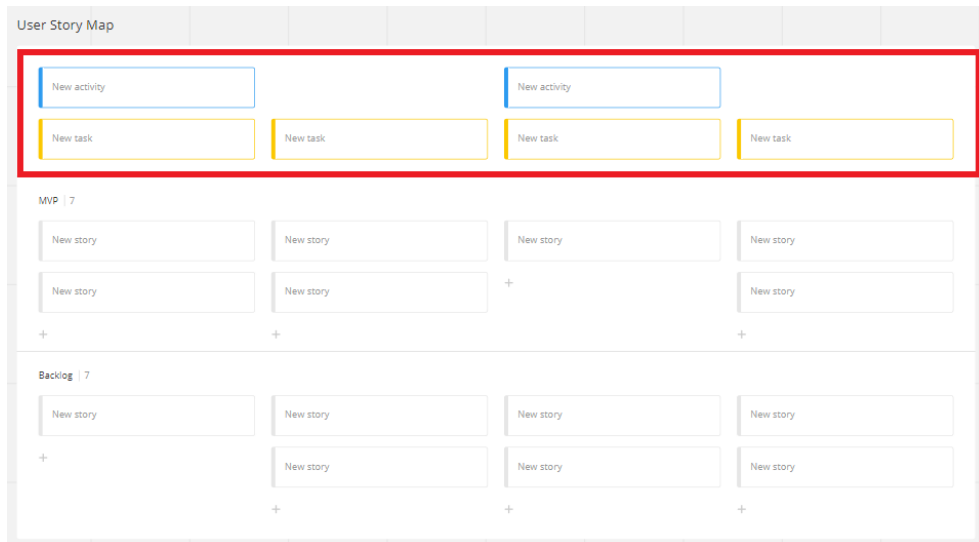 User Story Map
New activity New activity
New task New task New task New task
MVP | 7
New story New story New story New story
New story New story New story
+
+ + +
Backlog | 7
New story New story New story New story
+
New story New story New story
+ + +